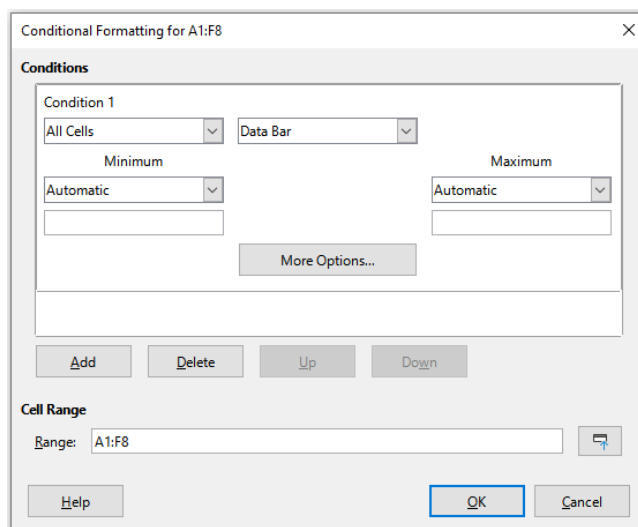 Conditional Formatting for A1:F8
Conditions
Condition 1
All Cells Data Bar
Minimum Maximum
Automatic Automatic
More Options...
Add Delete Up Down
Cell Range
Range: A1:F8
Help OK Cancel